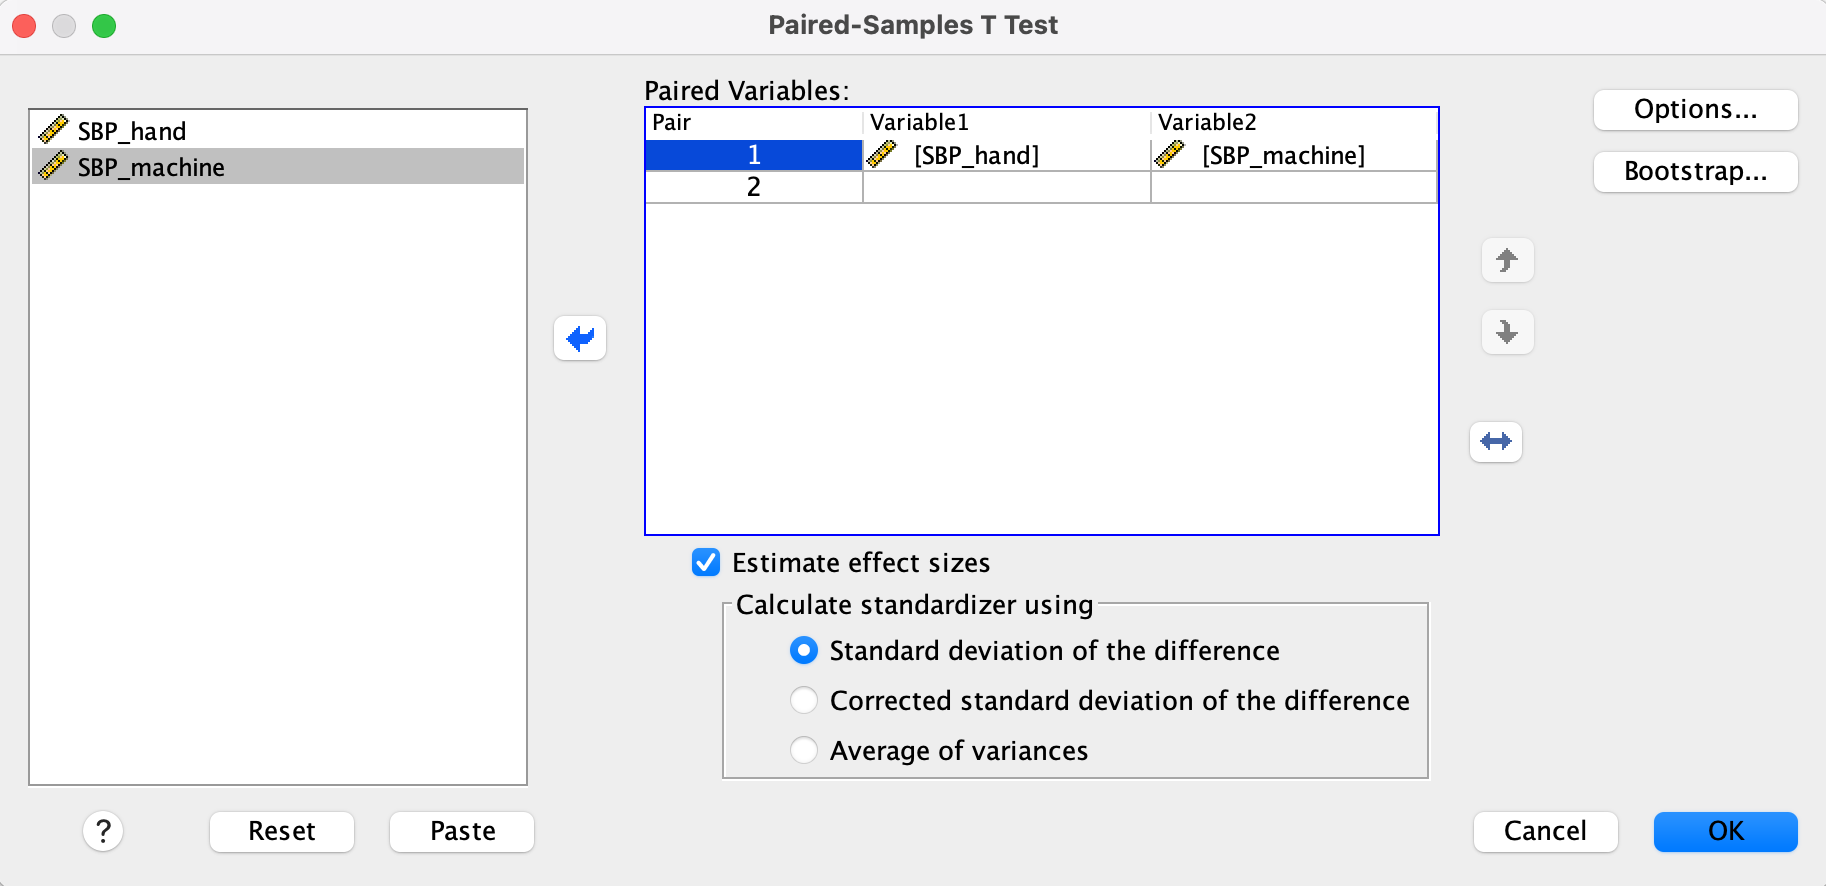 Paired-Samples T Test
SBP_hand
SBP_machine
Paired Variables:
Pair Variable1 Variable2
1 [SBP_hand] [SBP_machine]
2
Options...
Bootstrap...
Estimate effect sizes
Calculate standardizer using
Standard deviation of the difference
Corrected standard deviation of the difference
Average of variances
? Reset Paste Cancel OK